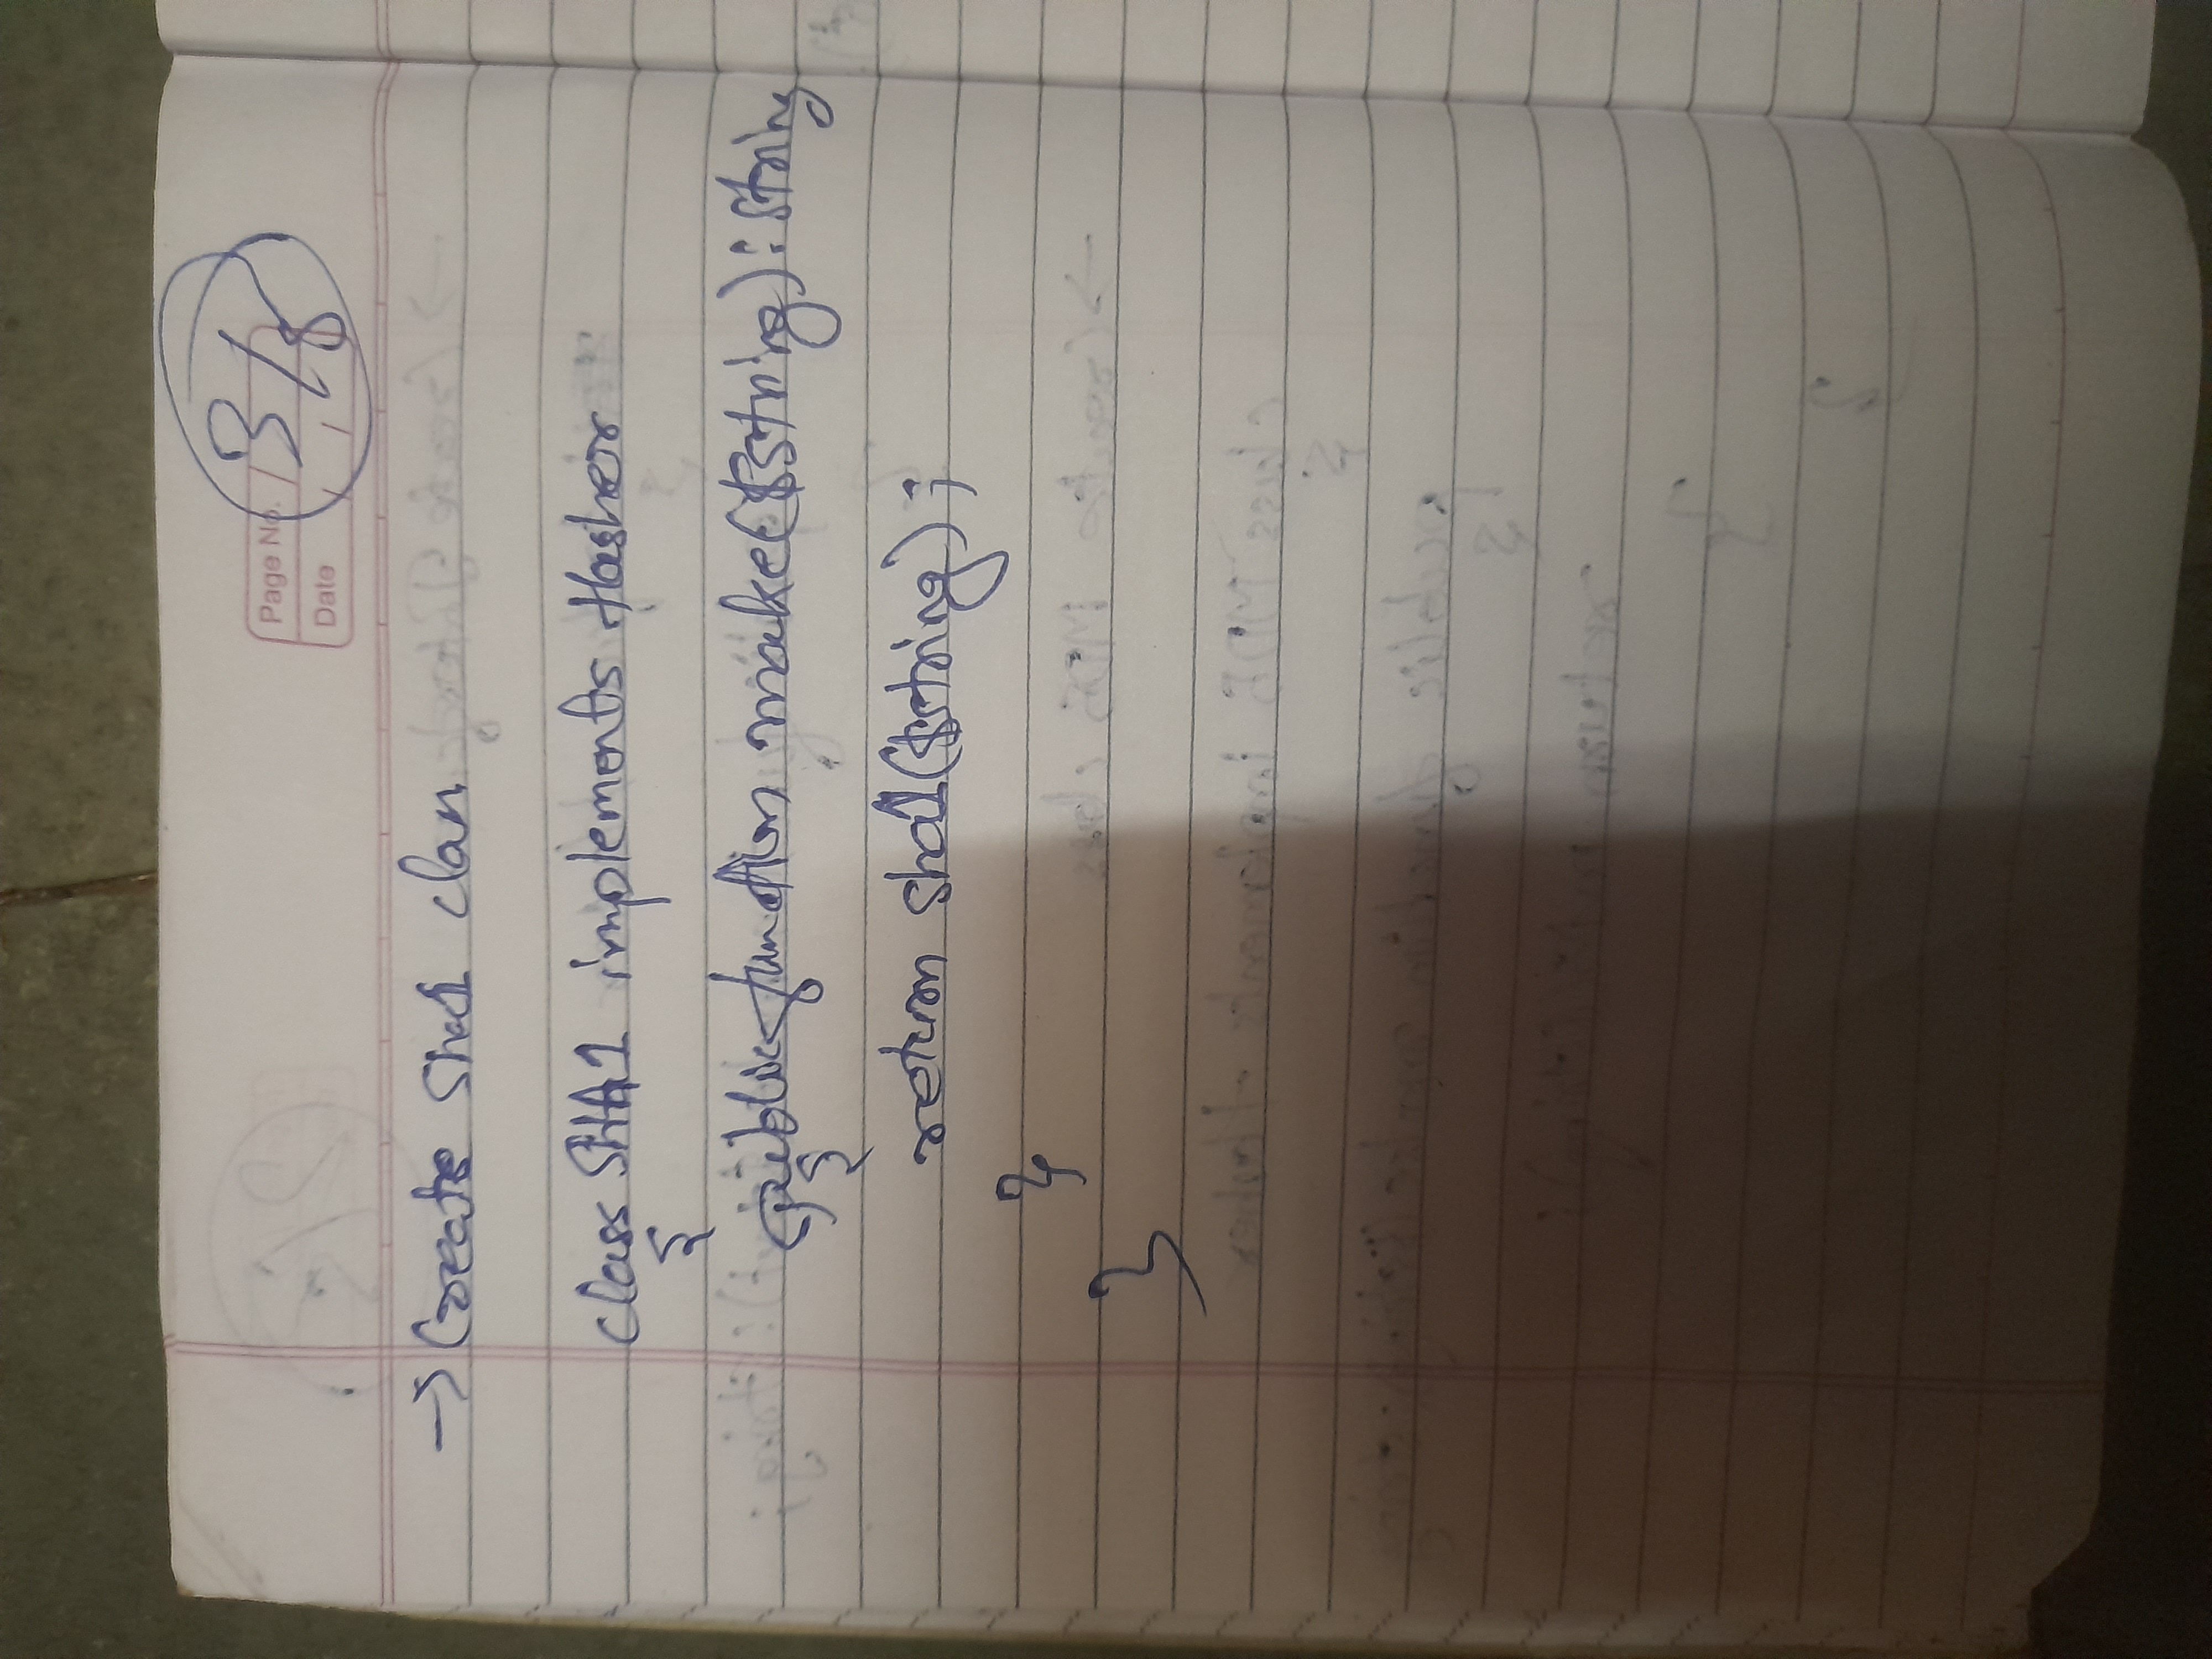 Page No.
Date
3/8
→ Create Sha1 class
class SHA1 implements Hasher
{
public function make($string): String
{
return sha1($string);
}
}